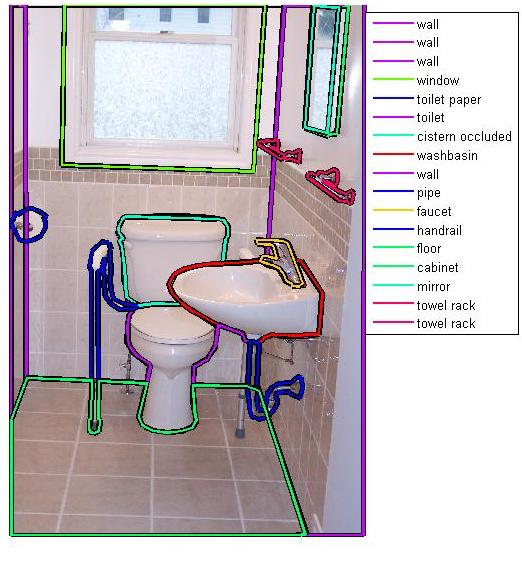 wall
wall
wall
window
toilet paper
toilet
cistern occluded
washbasin
wall
pipe
faucet
handrail
floor
cabinet
mirror
towel rack
towel rack